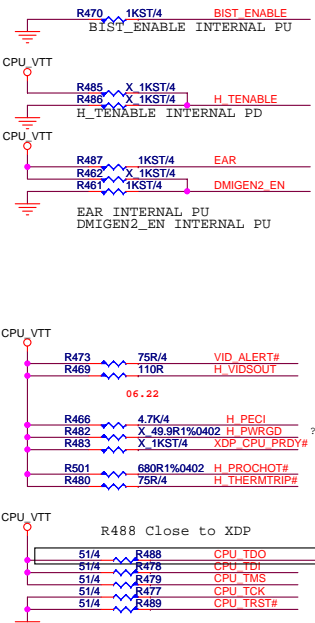 R470 1KST/4 BIST_ENABLE
BIST_ENABLE INTERNAL PU
CPU_VTT
R485 X_1KST/4
R486 X_1KST/4 H_TENABLE
H_TENABLE INTERNAL PD
CPU_VTT
R487 1KST/4 EAR
R462 X_1KST/4
R461 1KST/4 DMIGEN2_EN
EAR INTERNAL PU
DMIGEN2_EN INTERNAL PU
CPU_VTT
R473 75R/4 VID_ALERT#
R469 110R H_VIDSOUT
06.22
R466 4.7K/4 H_PECI
R482 X_49.9R1%0402 H_PWRGD ?
R483 X_1KST/4 XDP_CPU_PRDY#
R501 680R1%0402 H_PROCHOT#
R480 75R/4 H_THERMTRIP#
CPU_VTT
R488 Close to XDP
51/4 R488 CPU_TDO
51/4 R478 CPU_TDI
51/4 R479 CPU_TMS
51/4 R477 CPU_TCK
51/4 R489 CPU_TRST#